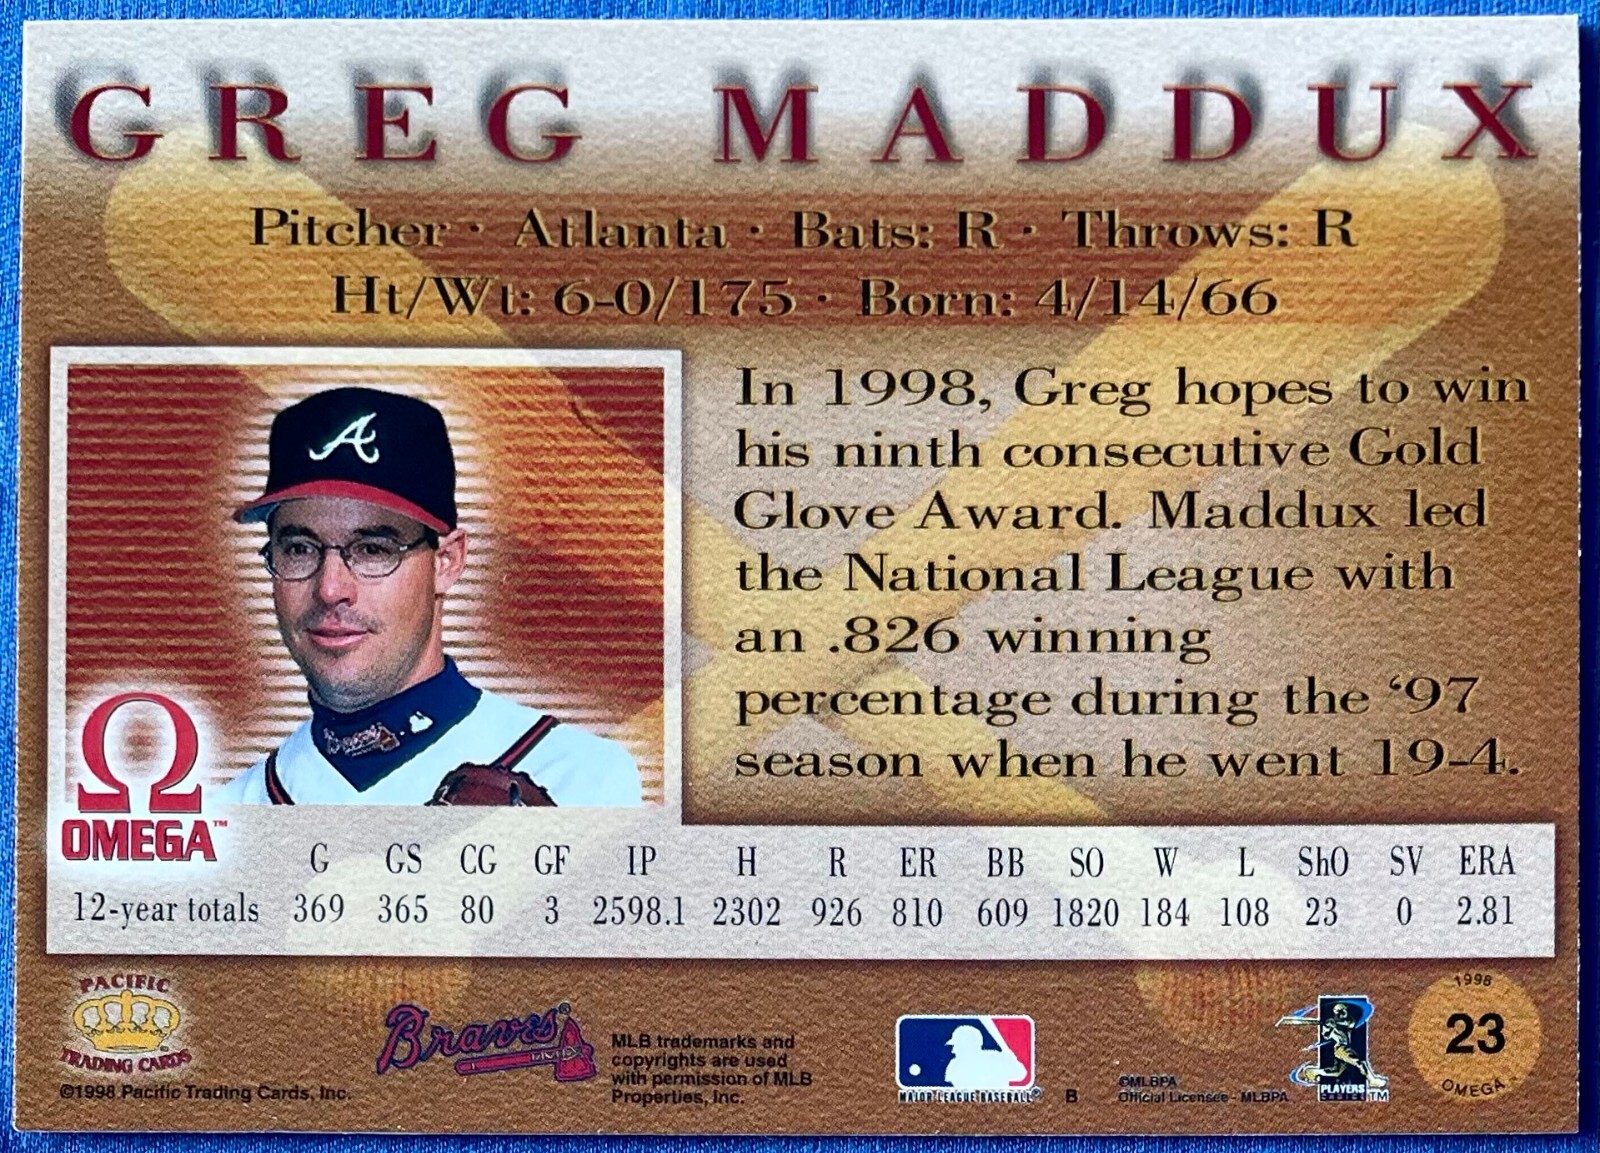 GREG MADDUX
Pitcher · Atlanta · Bats: R · Throws: R
Ht/Wt: 6-0/175 · Born: 4/14/66
In 1998, Greg hopes to win
his ninth consecutive Gold
Glove Award. Maddux led
the National League with
an .826 winning
percentage during the ‘97
season when he went 19-4.
A
Braves
Ω
OMEGA™
G GS CG GF IP H R ER BB SO W L ShO SV ERA
12-year totals 369 365 80 3 2598.1 2302 926 810 609 1820 184 108 23 0 2.81
PACIFIC
TRADING CARDS
©1998 Pacific Trading Cards, Inc.
Braves®
MLB trademarks and
copyrights are used
with permission of MLB
Properties, Inc.
MAJOR LEAGUE BASEBALL®
B
©MLBPA
Official Licensee - MLBPA
PLAYERS
CHOICE TM
1998
23
OMEGA